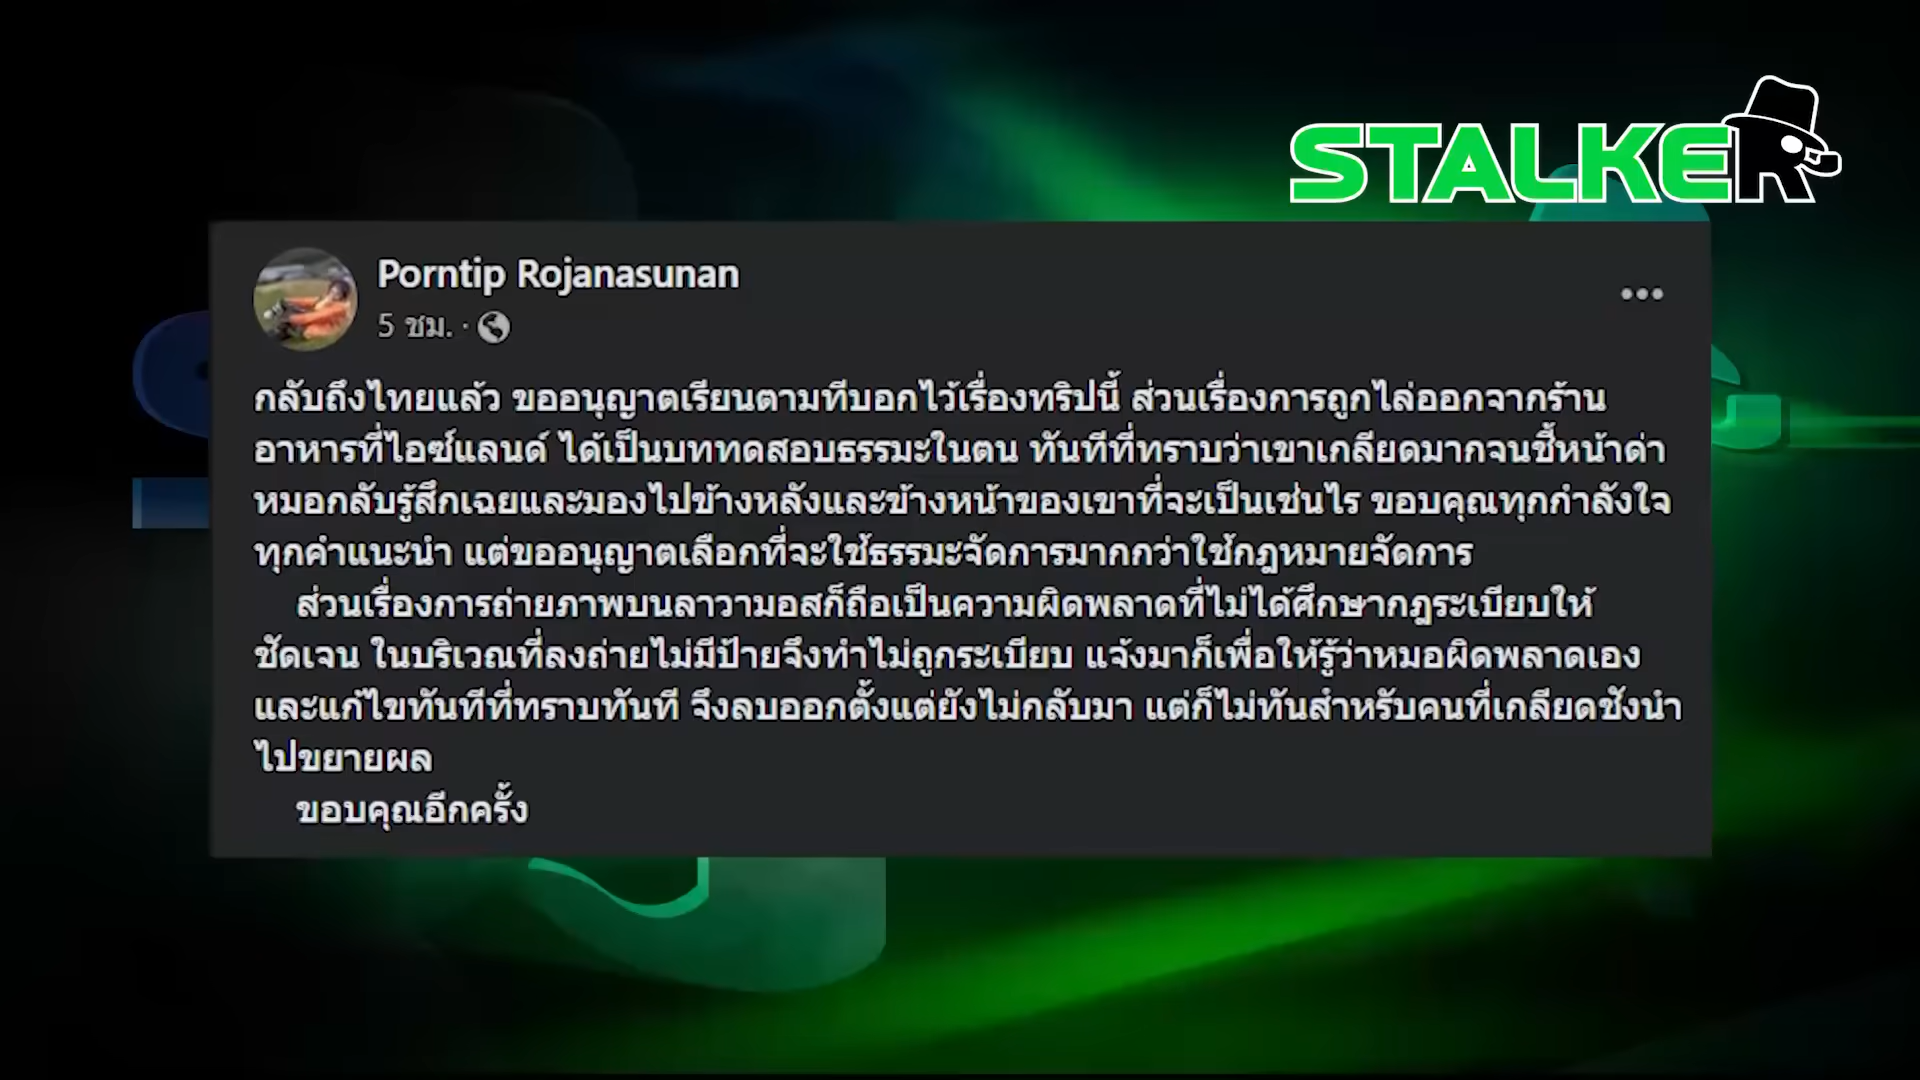 STALKER
Porntip Rojanasunan
5 ชม. ·
กลับถึงไทยแล้ว ขออนุญาตเรียนตามที่บอกไว้เรื่องทริปนี้ ส่วนเรื่องการถูกไล่ออกจากร้าน
อาหารที่ไอซ์แลนด์ ได้เป็นบททดสอบธรรมะในตน ทันทีที่ทราบว่าเขาเกลียดมากจนชี้หน้าด่า
หมอกลับรู้สึกเฉยและมองไปข้างหลังและข้างหน้าของเขาที่จะเป็นเช่นไร ขอบคุณทุกกำลังใจ
ทุกคำแนะนำ แต่ขออนุญาตเลือกที่จะใช้ธรรมะจัดการมากกว่าใช้กฎหมายจัดการ
ส่วนเรื่องการถ่ายภาพบนลาวามอสก็ถือเป็นความผิดพลาดที่ไม่ได้ศึกษากฎระเบียบให้
ชัดเจน ในบริเวณที่ลงถ่ายไม่มีป้ายจึงทำไม่ถูกระเบียบ แจ้งมาก็เพื่อให้รู้ว่าหมอผิดพลาดเอง
และแก้ไขทันทีที่ทราบทันที จึงลบออกตั้งแต่ยังไม่กลับมา แต่ก็ไม่ทันสำหรับคนที่เกลียดชังนำ
ไปขยายผล
ขอบคุณอีกครั้ง